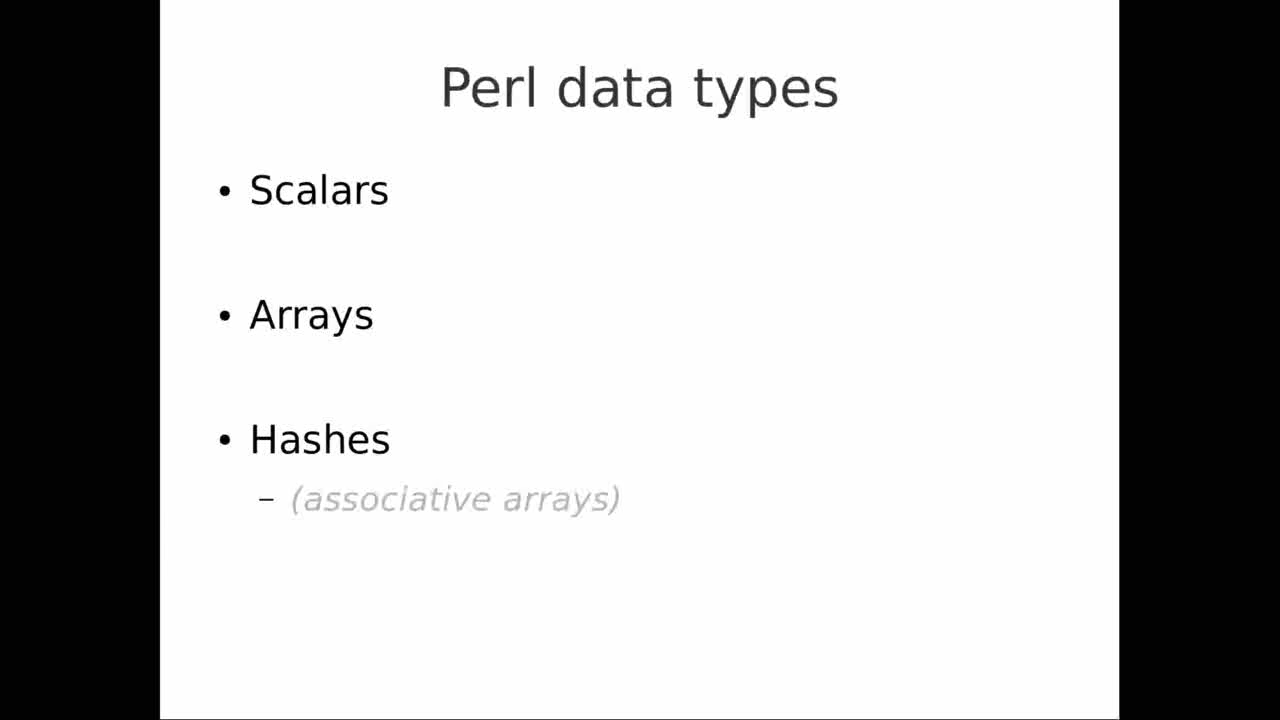 Perl data types
• Scalars
• Arrays
• Hashes
– (associative arrays)